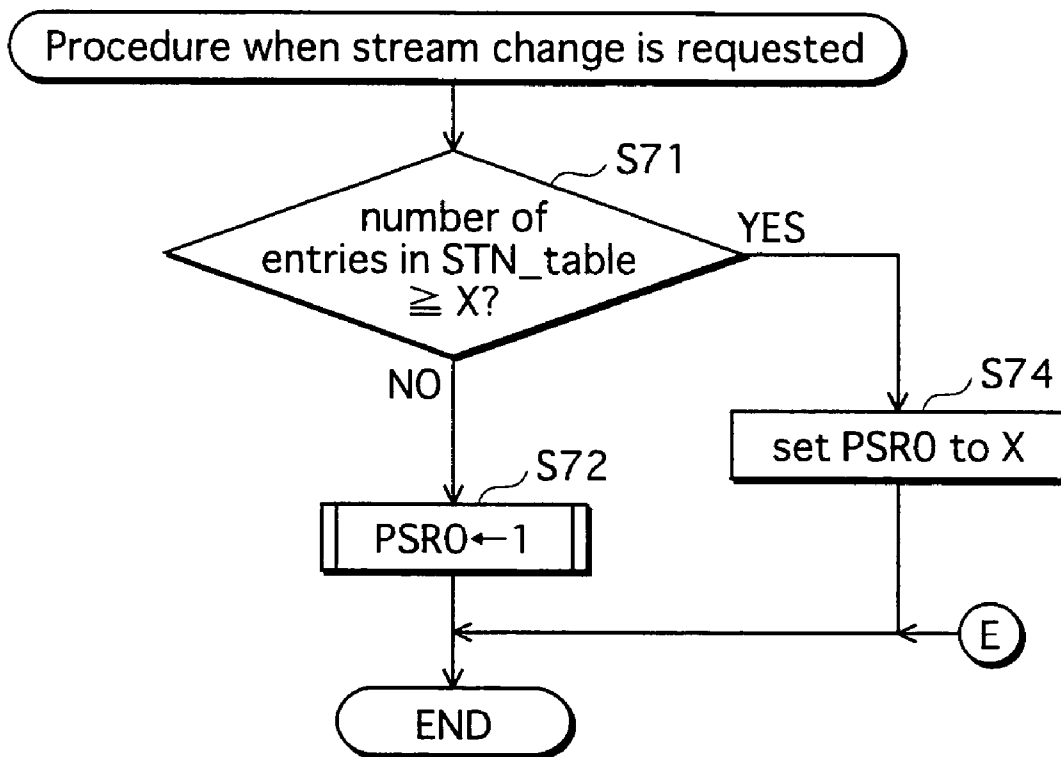 Procedure when stream change is requested
S71
number of
entries in STN_table
≧ X?
YES
NO
S74
set PSR0 to X
S72
PSR0←1
E
END